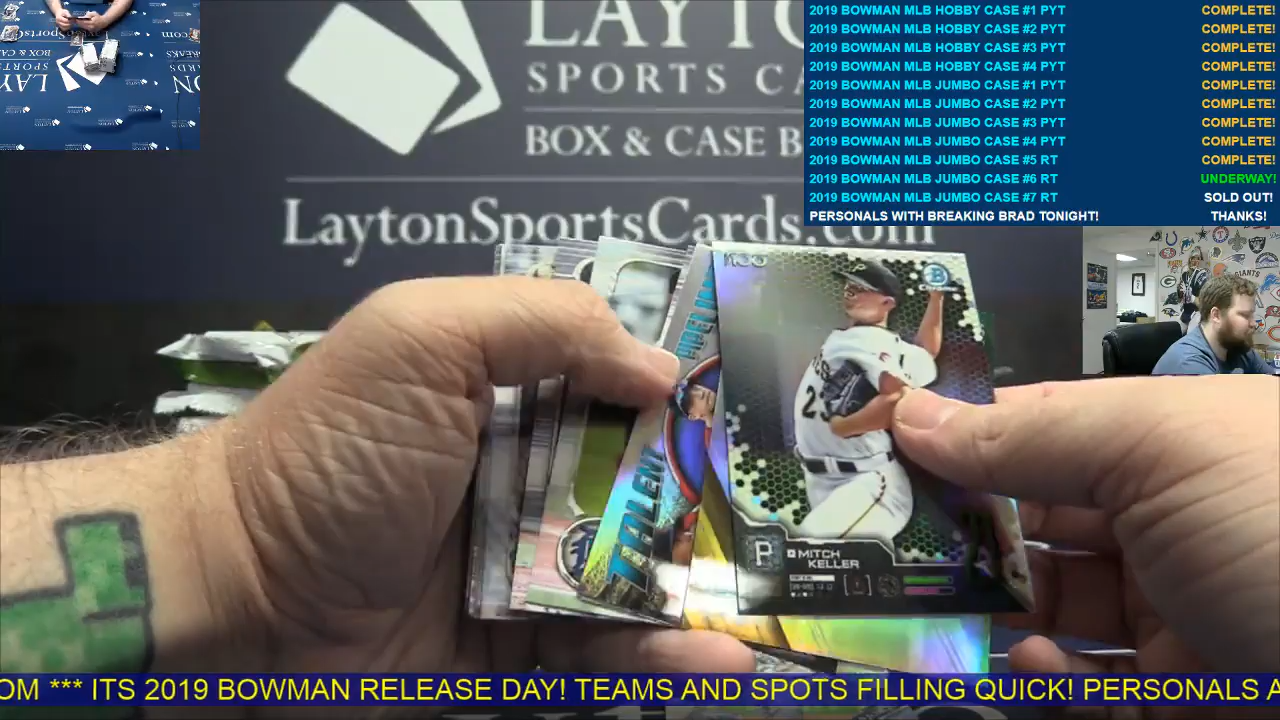 2019 BOWMAN MLB HOBBY CASE #1 PYT COMPLETE!
2019 BOWMAN MLB HOBBY CASE #2 PYT COMPLETE!
2019 BOWMAN MLB HOBBY CASE #3 PYT COMPLETE!
2019 BOWMAN MLB HOBBY CASE #4 PYT COMPLETE!
2019 BOWMAN MLB JUMBO CASE #1 PYT COMPLETE!
2019 BOWMAN MLB JUMBO CASE #2 PYT COMPLETE!
2019 BOWMAN MLB JUMBO CASE #3 PYT COMPLETE!
2019 BOWMAN MLB JUMBO CASE #4 PYT COMPLETE!
2019 BOWMAN MLB JUMBO CASE #5 RT COMPLETE!
2019 BOWMAN MLB JUMBO CASE #6 RT UNDERWAY!
2019 BOWMAN MLB JUMBO CASE #7 RT SOLD OUT!
PERSONALS WITH BREAKING BRAD TONIGHT! THANKS!
LAYTON
SPORTS CA
BOX & CASE B
LaytonSportsCards.com
GIANTS
TALENT
P
MITCH
KELLER
OM *** ITS 2019 BOWMAN RELEASE DAY! TEAMS AND SPOTS FILLING QUICK! PERSONALS A